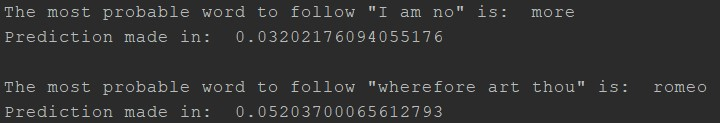 The most probable word to follow "I am no" is:  more
Prediction made in:  0.03202176094055176
The most probable word to follow "wherefore art thou" is:  romeo
Prediction made in:  0.05203700065612793